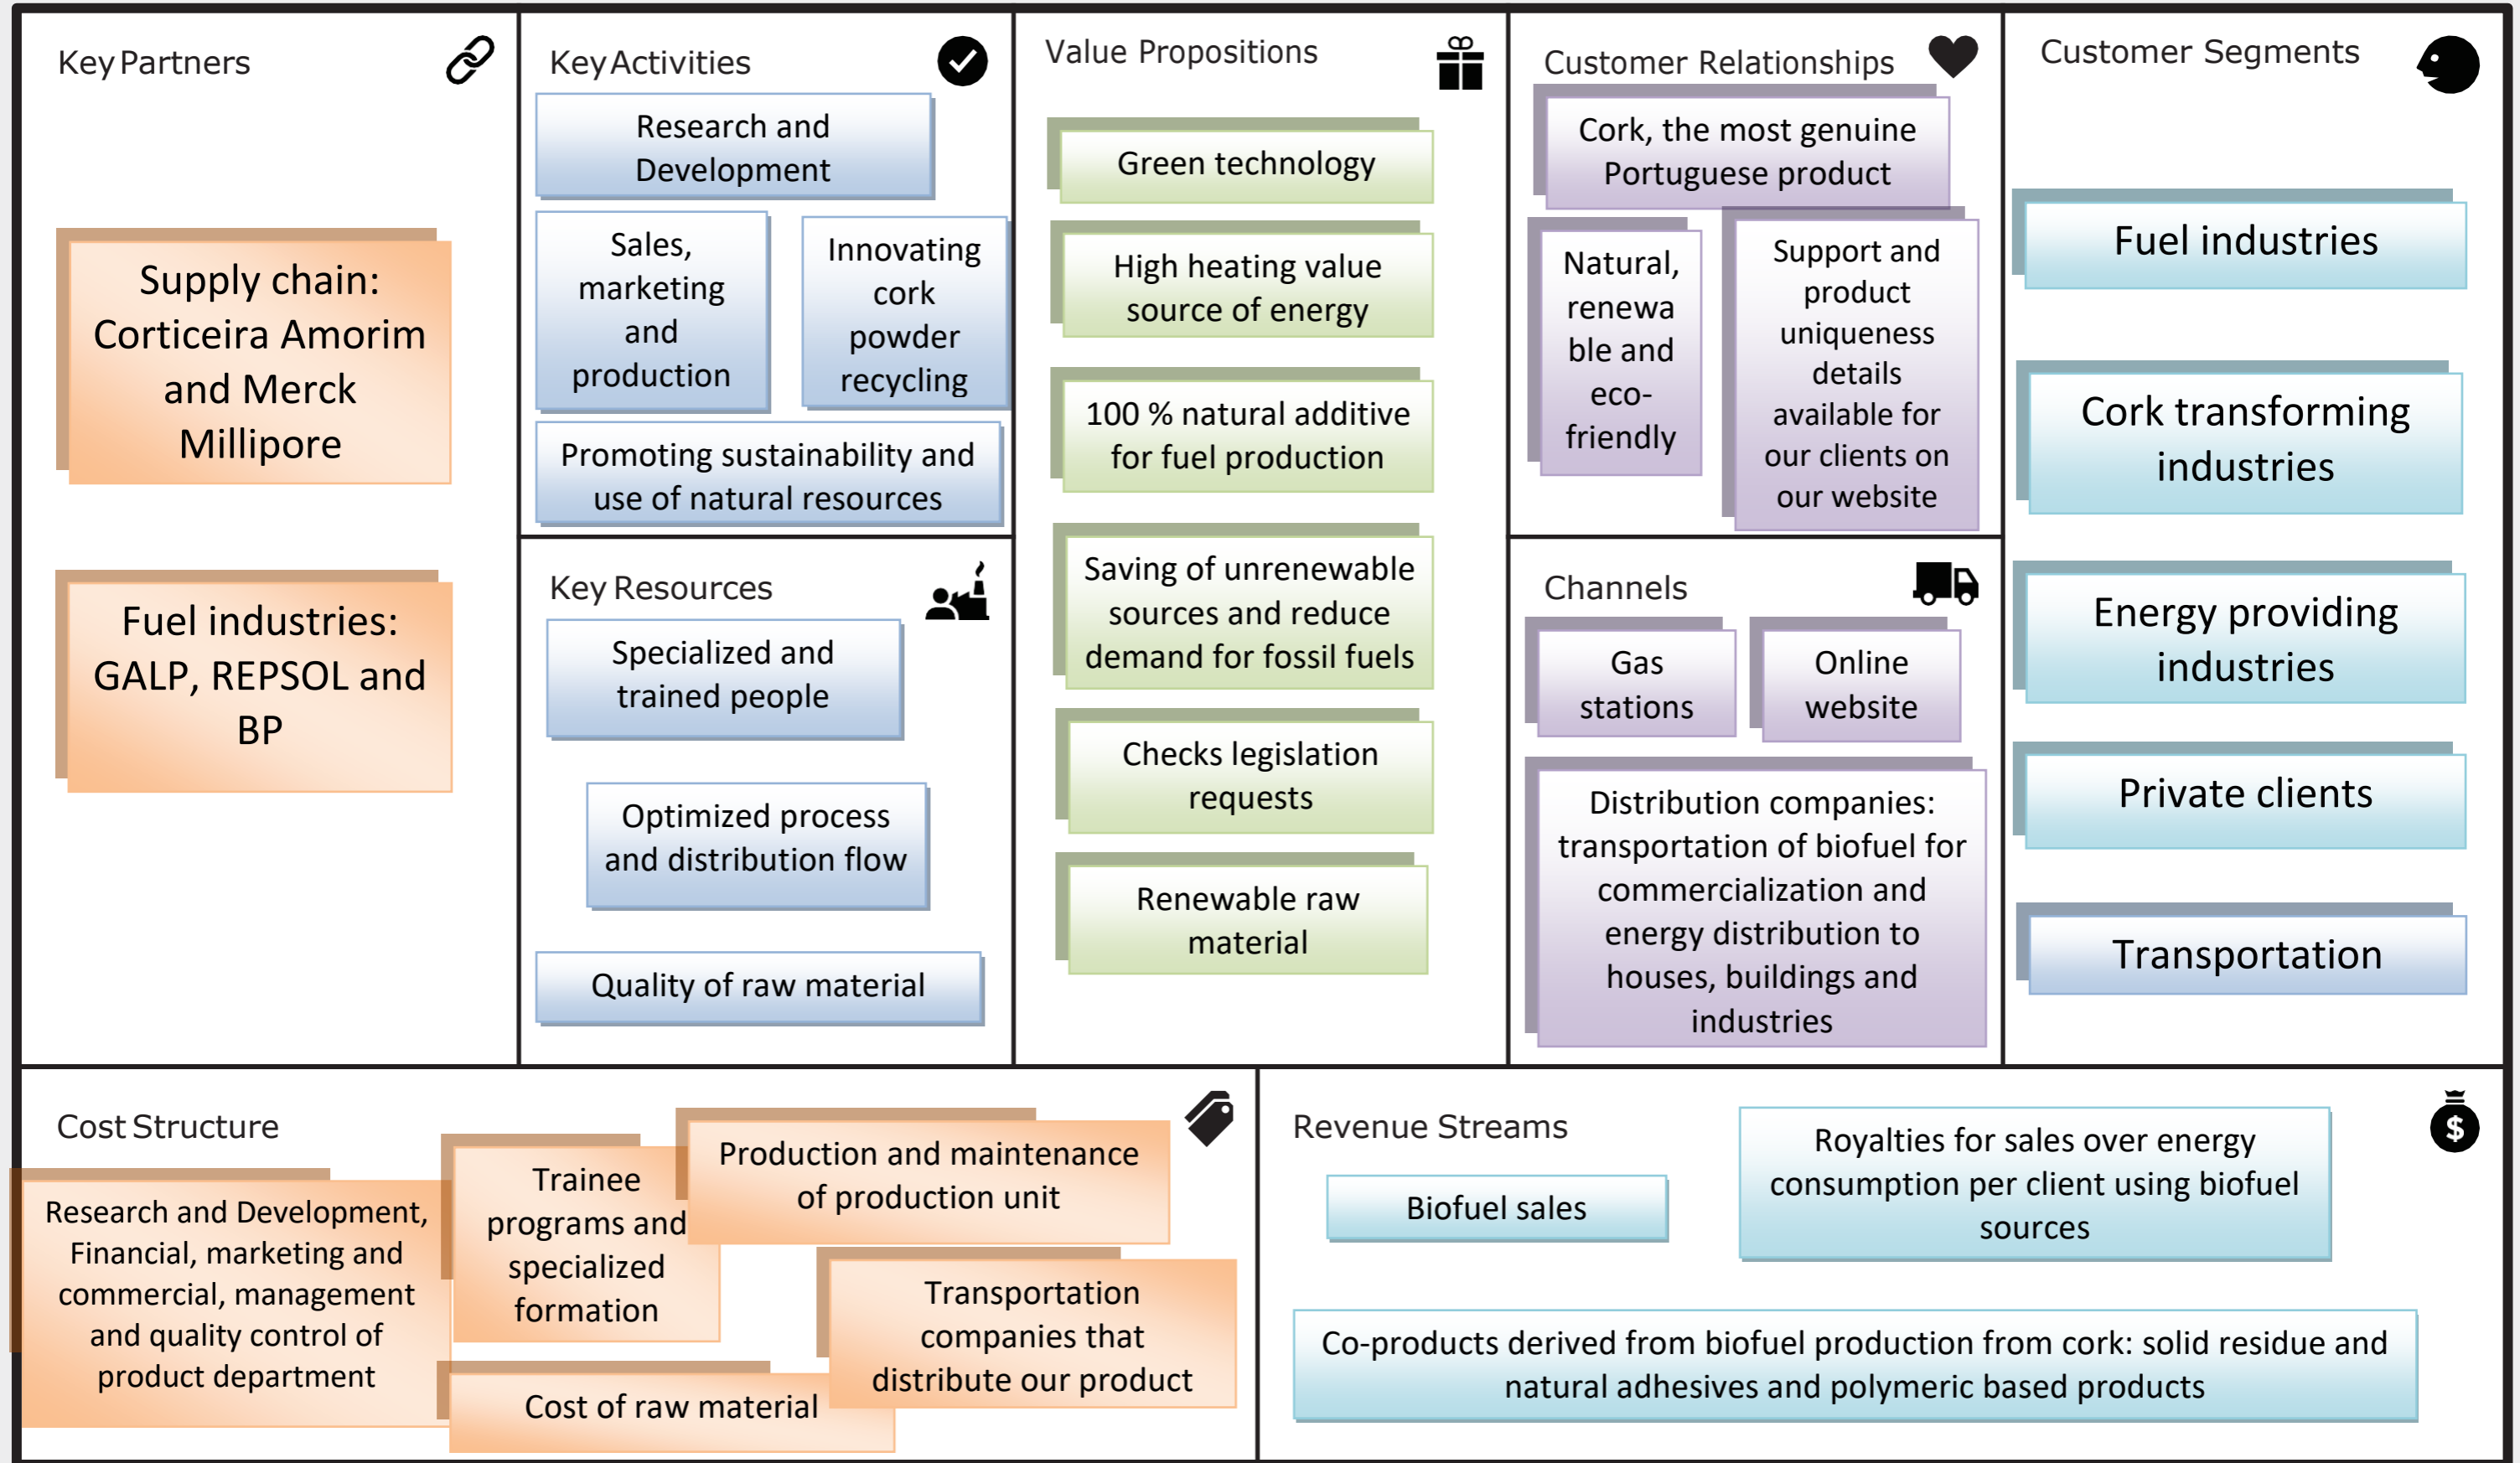 Key Partners
Supply chain:
Corticeira Amorim
and Merck
Millipore
Fuel industries:
GALP, REPSOL and
BP
Key Activities
Research and
Development
Sales,
marketing
and
production
Innovating
cork
powder
recycling
Promoting sustainability and
use of natural resources
Key Resources
Specialized and
trained people
Optimized process
and distribution flow
Quality of raw material
Value Propositions
Green technology
High heating value
source of energy
100 % natural additive
for fuel production
Saving of unrenewable
sources and reduce
demand for fossil fuels
Checks legislation
requests
Renewable raw
material
Customer Relationships
Cork, the most genuine
Portuguese product
Natural,
renewa
ble and
eco-
friendly
Support and
product
uniqueness
details
available for
our clients on
our website
Channels
Gas
stations
Online
website
Distribution companies:
transportation of biofuel for
commercialization and
energy distribution to
houses, buildings and
industries
Customer Segments
Fuel industries
Cork transforming
industries
Energy providing
industries
Private clients
Transportation
Cost Structure
Research and Development,
Financial, marketing and
commercial, management
and quality control of
product department
Trainee
programs and
specialized
formation
Production and maintenance
of production unit
Transportation
companies that
distribute our product
Cost of raw material
Revenue Streams
Biofuel sales
Royalties for sales over energy
consumption per client using biofuel
sources
Co-products derived from biofuel production from cork: solid residue and
natural adhesives and polymeric based products
$